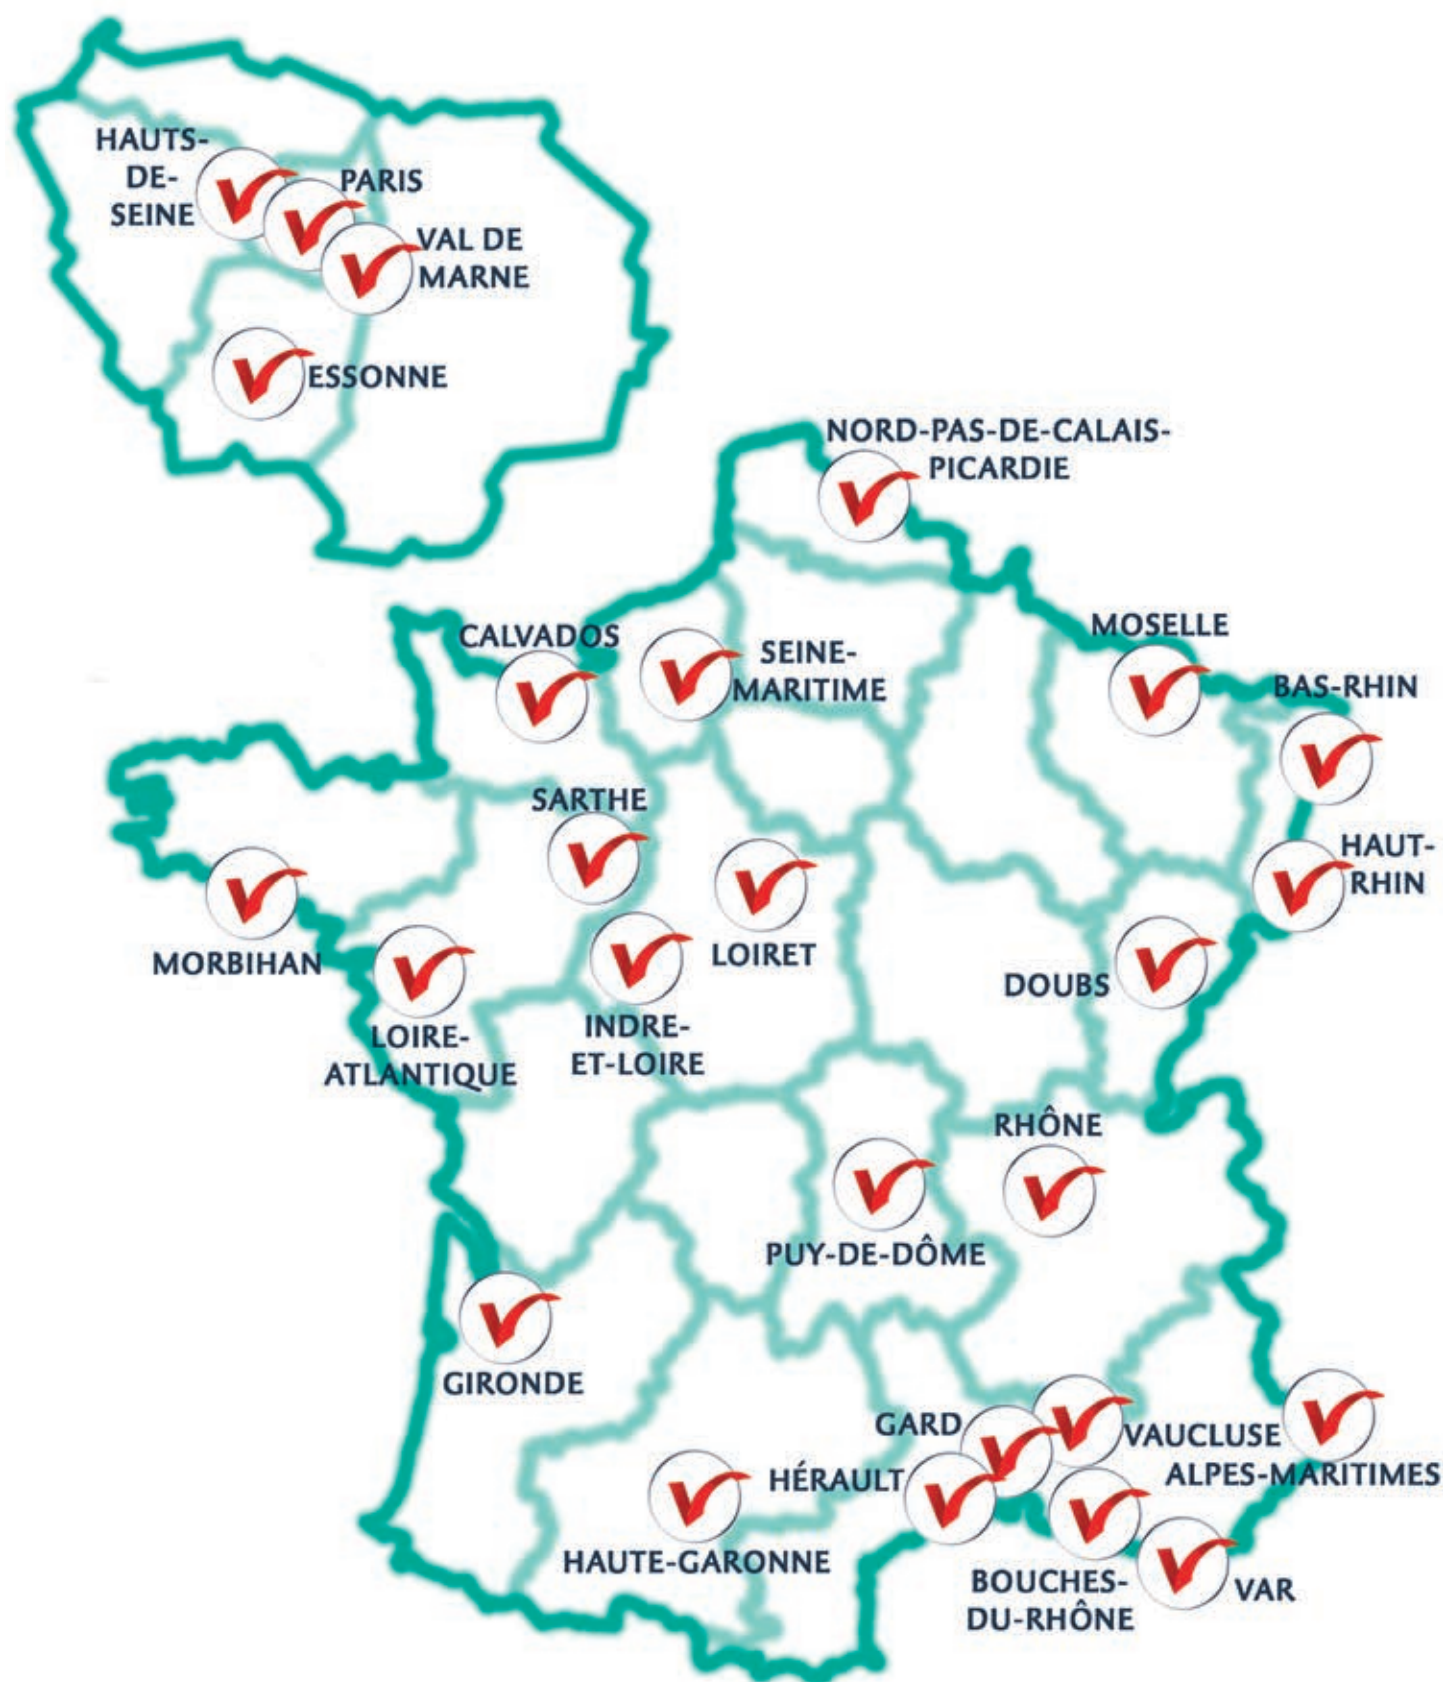 HAUTS-
DE-
SEINE
PARIS
VAL DE
MARNE
ESSONNE
NORD-PAS-DE-CALAIS-
PICARDIE
CALVADOS
SEINE-
MARITIME
MOSELLE
BAS-RHIN
SARTHE
HAUT-
RHIN
MORBIHAN
LOIRET
DOUBS
LOIRE-
ATLANTIQUE
INDRE-
ET-LOIRE
RHÔNE
PUY-DE-DÔME
GIRONDE
GARD
VAUCLUSE
ALPES-MARITIMES
HÉRAULT
HAUTE-GARONNE
BOUCHES-
DU-RHÔNE
VAR